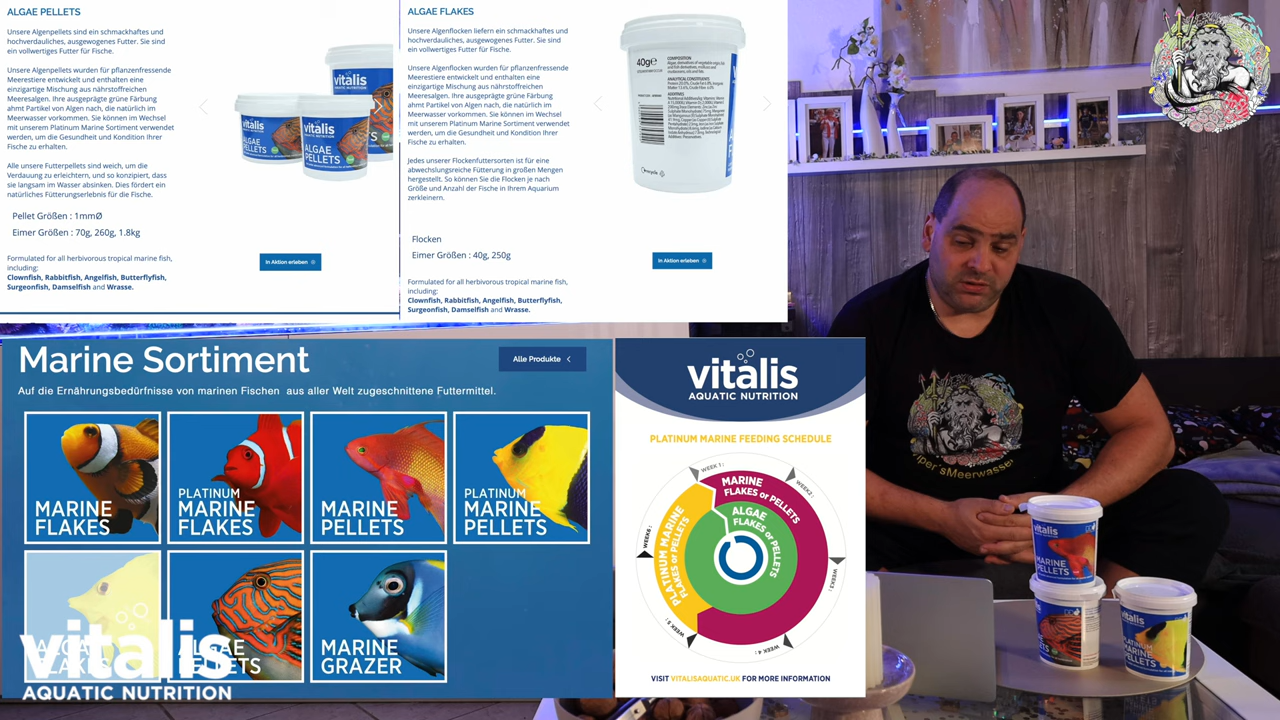 ALGAE PELLETS
Unsere Algenpellets sind ein schmackhaftes und
hochverdauliches, ausgewogenes Futter. Sie sind
ein vollwertiges Futter für Fische.
Unsere Algenpellets wurden für pflanzenfressende
Meerestiere entwickelt und enthalten eine
einzigartige Mischung aus nährstoffreichen
Meeresalgen. Ihre ausgeprägte grüne Färbung
ahmt Partikel von Algen nach, die natürlich im
Meerwasser vorkommen. Sie können im Wechsel
mit unserem Platinum Marine Sortiment verwendet
werden, um die Gesundheit und Kondition Ihrer
Fische zu erhalten.
Alle unsere Futterpellets sind weich, um die
Verdauung zu erleichtern, und so konzipiert, dass
sie langsam im Wasser absinken. Dies fördert ein
natürliches Fütterungserlebnis für die Fische.
Pellet Größen : 1mmØ
Eimer Größen : 70g, 260g, 1.8kg
Formulated for all herbivorous tropical marine fish,
including:
Clownfish, Rabbitfish, Angelfish, Butterflyfish,
Surgeonfish, Damselfish and Wrasse.
vitalis
vitalis
ALGAE
PELLETS
vitalis
ALGAE
PELLETS
In Aktion erleben
ALGAE FLAKES
Unsere Algenflocken liefern ein schmackhaftes und
hochverdauliches, ausgewogenes Futter. Sie sind
ein vollwertiges Futter für Fische.
Unsere Algenflocken wurden für pflanzenfressende
Meerestiere entwickelt und enthalten eine
einzigartige Mischung aus nährstoffreichen
Meeresalgen. Ihre ausgeprägte grüne Färbung
ahmt Partikel von Algen nach, die natürlich im
Meerwasser vorkommen. Sie können im Wechsel
mit unserem Platinum Marine Sortiment verwendet
werden, um die Gesundheit und Kondition Ihrer
Fische zu erhalten.
Jedes unserer Flockenfuttersorten ist für eine
abwechslungsreiche Fütterung in großen Mengen
hergestellt. So können Sie die Flocken je nach
Größe und Anzahl der Fische in Ihrem Aquarium
zerkleinern.
Flocken
Eimer Größen : 40g, 250g
Formulated for all herbivorous tropical marine fish,
including:
Clownfish, Rabbitfish, Angelfish, Butterflyfish,
Surgeonfish, Damselfish and Wrasse.
40g
COMPOSITION
ANALYTICAL CONSTITUENTS
ADDITIVES
In Aktion erleben
Marine Sortiment
Alle Produkte
Auf die Ernährungsbedürfnisse von marinen Fischen aus aller Welt zugeschnittene Futtermittel.
MARINE
FLAKES
PLATINUM
MARINE
FLAKES
MARINE
PELLETS
PLATINUM
MARINE
PELLETS
MARINE
GRAZER
vitalis
AQUATIC NUTRITION
vitalis
AQUATIC NUTRITION
PLATINUM MARINE FEEDING SCHEDULE
WEEK 1:
WEEK2:
WEEK3:
WEEK 4:
WEEK 5:
WEEK6:
MARINE
FLAKES or PELLETS
ALGAE
FLAKES or PELLETS
PLATINUM MARINE
FLAKES or PELLETS
VISIT VITALISAQUATIC.UK FOR MORE INFORMATION
vitalis
MARINE
PELLETS